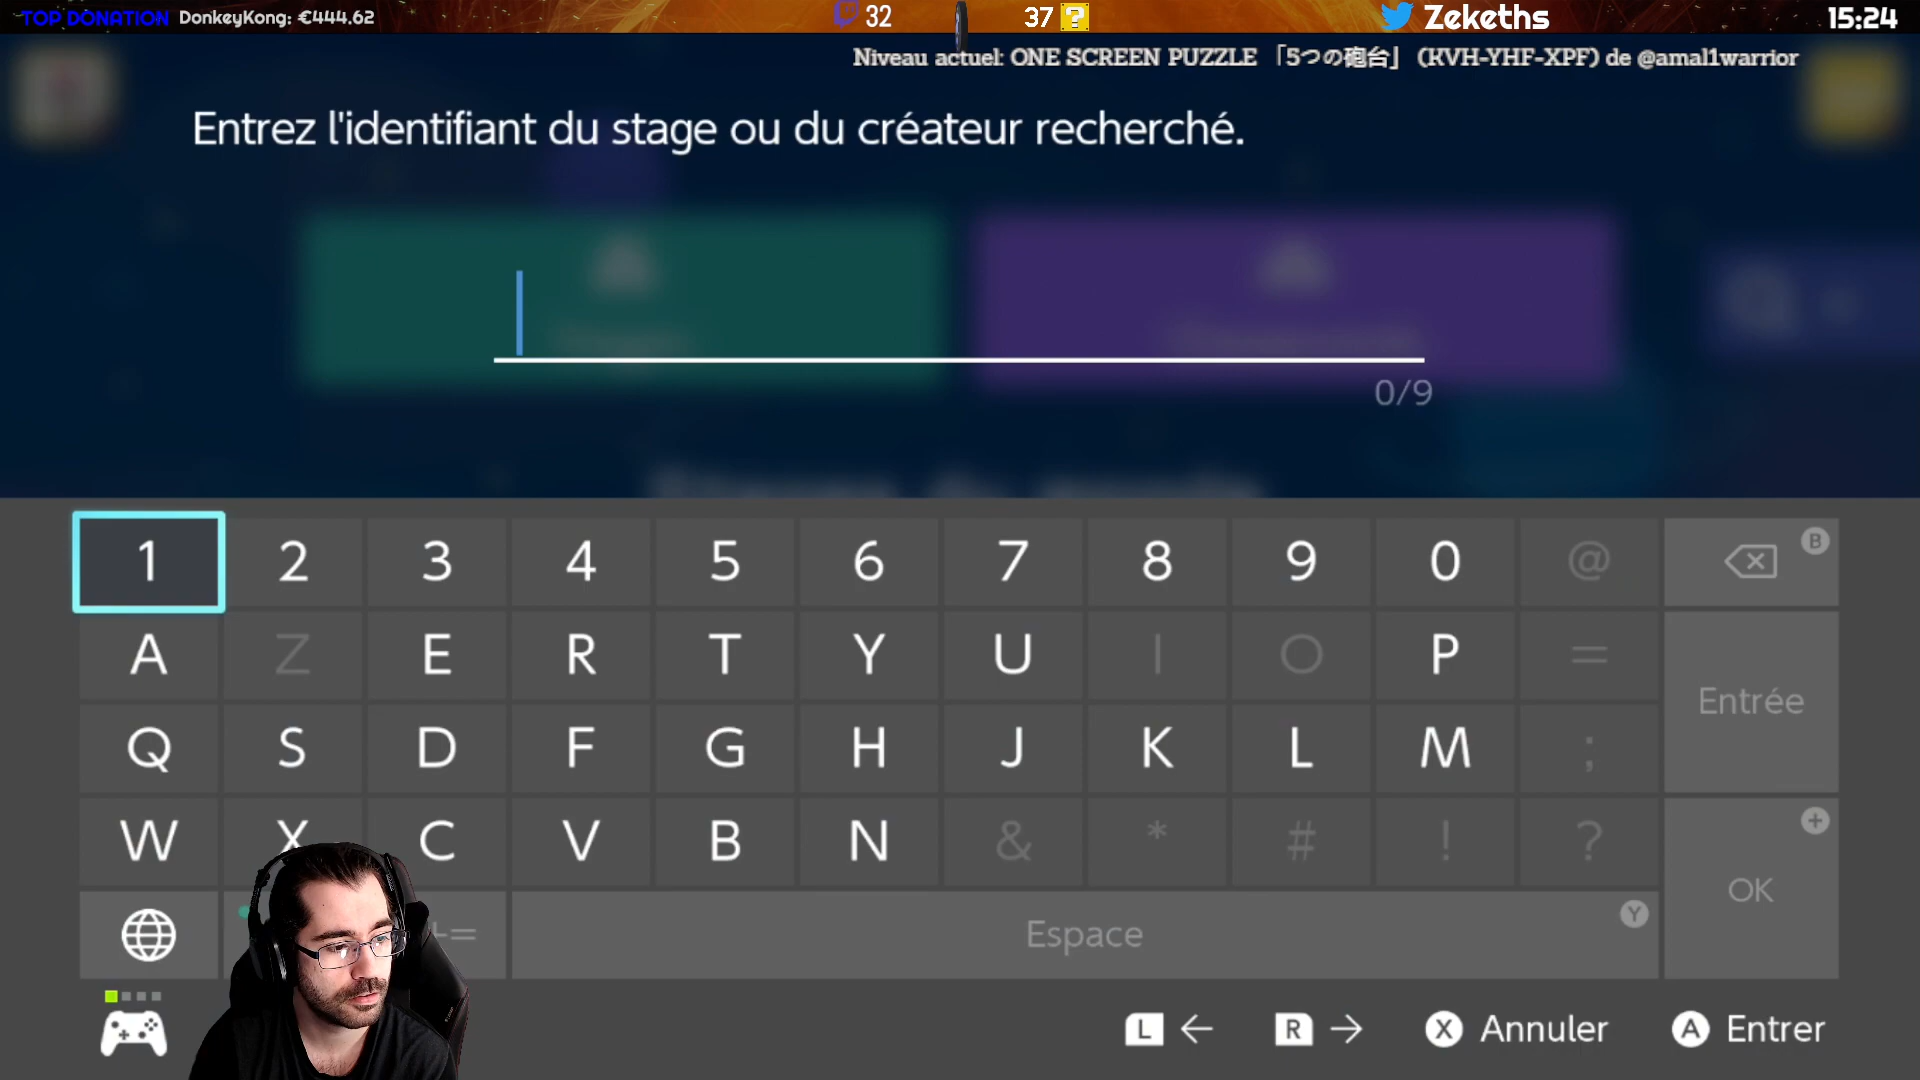 TOP DONATION DonkeyKong: €444.62 32 37 ? Zekeths 15:24
Niveau actuel: ONE SCREEN PUZZLE 「5つの砲台」 (KVH-YHF-XPF) de @amal1warrior
Entrez l'identifiant du stage ou du créateur recherché.
0/9
1 2 3 4 5 6 7 8 9 0 @ B
A Z E R T Y U I O P =
Entrée
Q S D F G H J K L M ;
W X C V B N & * # ! ? +
OK
= Espace Y
L ← R → X Annuler A Entrer